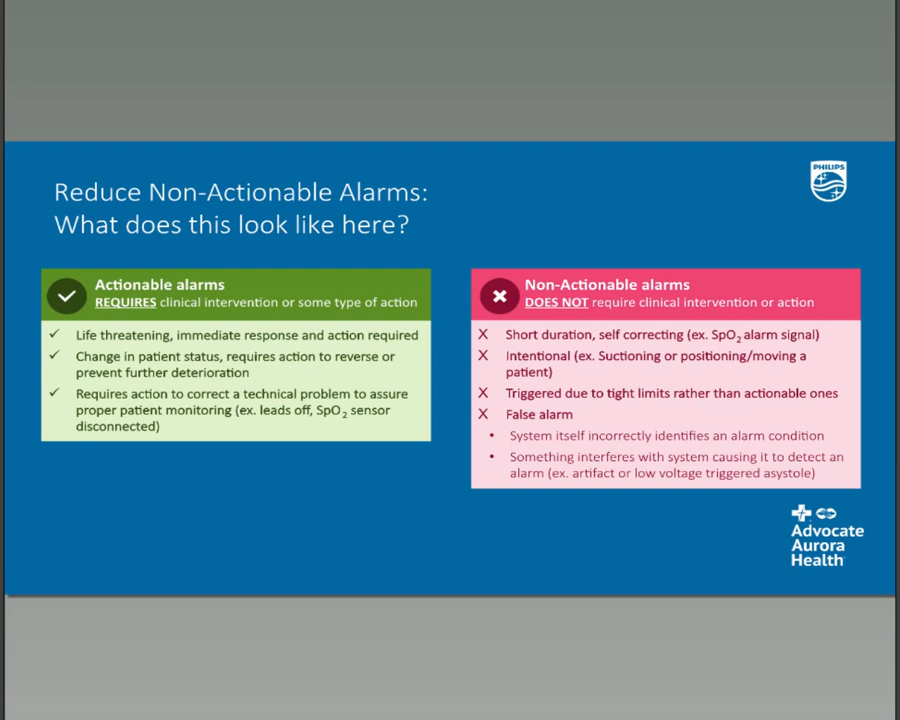 PHILIPS
Reduce Non-Actionable Alarms:
What does this look like here?
Actionable alarms
REQUIRES clinical intervention or some type of action
✓ Life threatening, immediate response and action required
✓ Change in patient status, requires action to reverse or
prevent further deterioration
✓ Requires action to correct a technical problem to assure
proper patient monitoring (ex. leads off, SpO₂ sensor
disconnected)
Non-Actionable alarms
DOES NOT require clinical intervention or action
X Short duration, self correcting (ex. SpO₂ alarm signal)
X Intentional (ex. Suctioning or positioning/moving a
patient)
X Triggered due to tight limits rather than actionable ones
X False alarm
• System itself incorrectly identifies an alarm condition
• Something interferes with system causing it to detect an
alarm (ex. artifact or low voltage triggered asystole)
Advocate
Aurora
Health